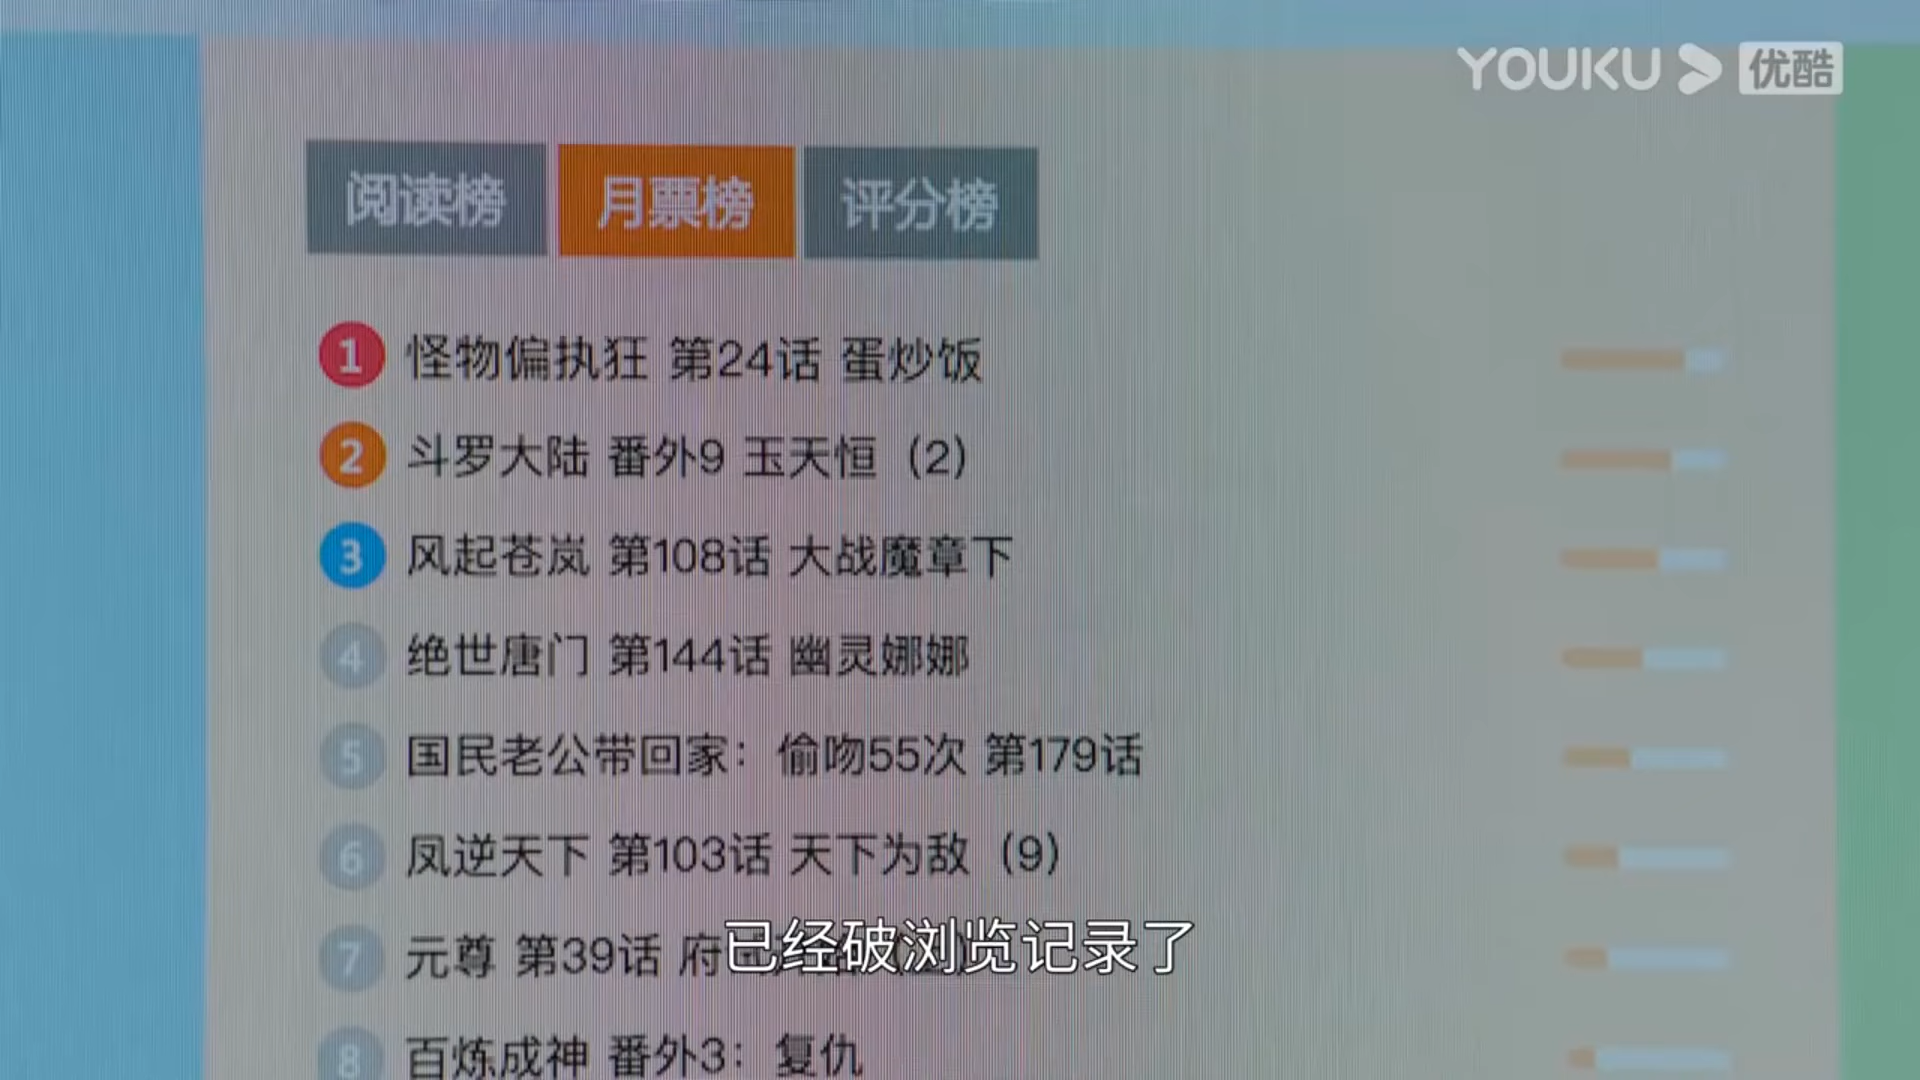 YOUKU 优酷
阅读榜 月票榜 评分榜
1 怪物偏执狂 第24话 蛋炒饭
2 斗罗大陆 番外9 玉天恒（2）
3 风起苍岚 第108话 大战魔章下
4 绝世唐门 第144话 幽灵娜娜
5 国民老公带回家：偷吻55次 第179话
6 凤逆天下 第103话 天下为敌（9）
7 元尊 第39话 府
已经破浏览记录了
8 百炼成神 番外3：复仇